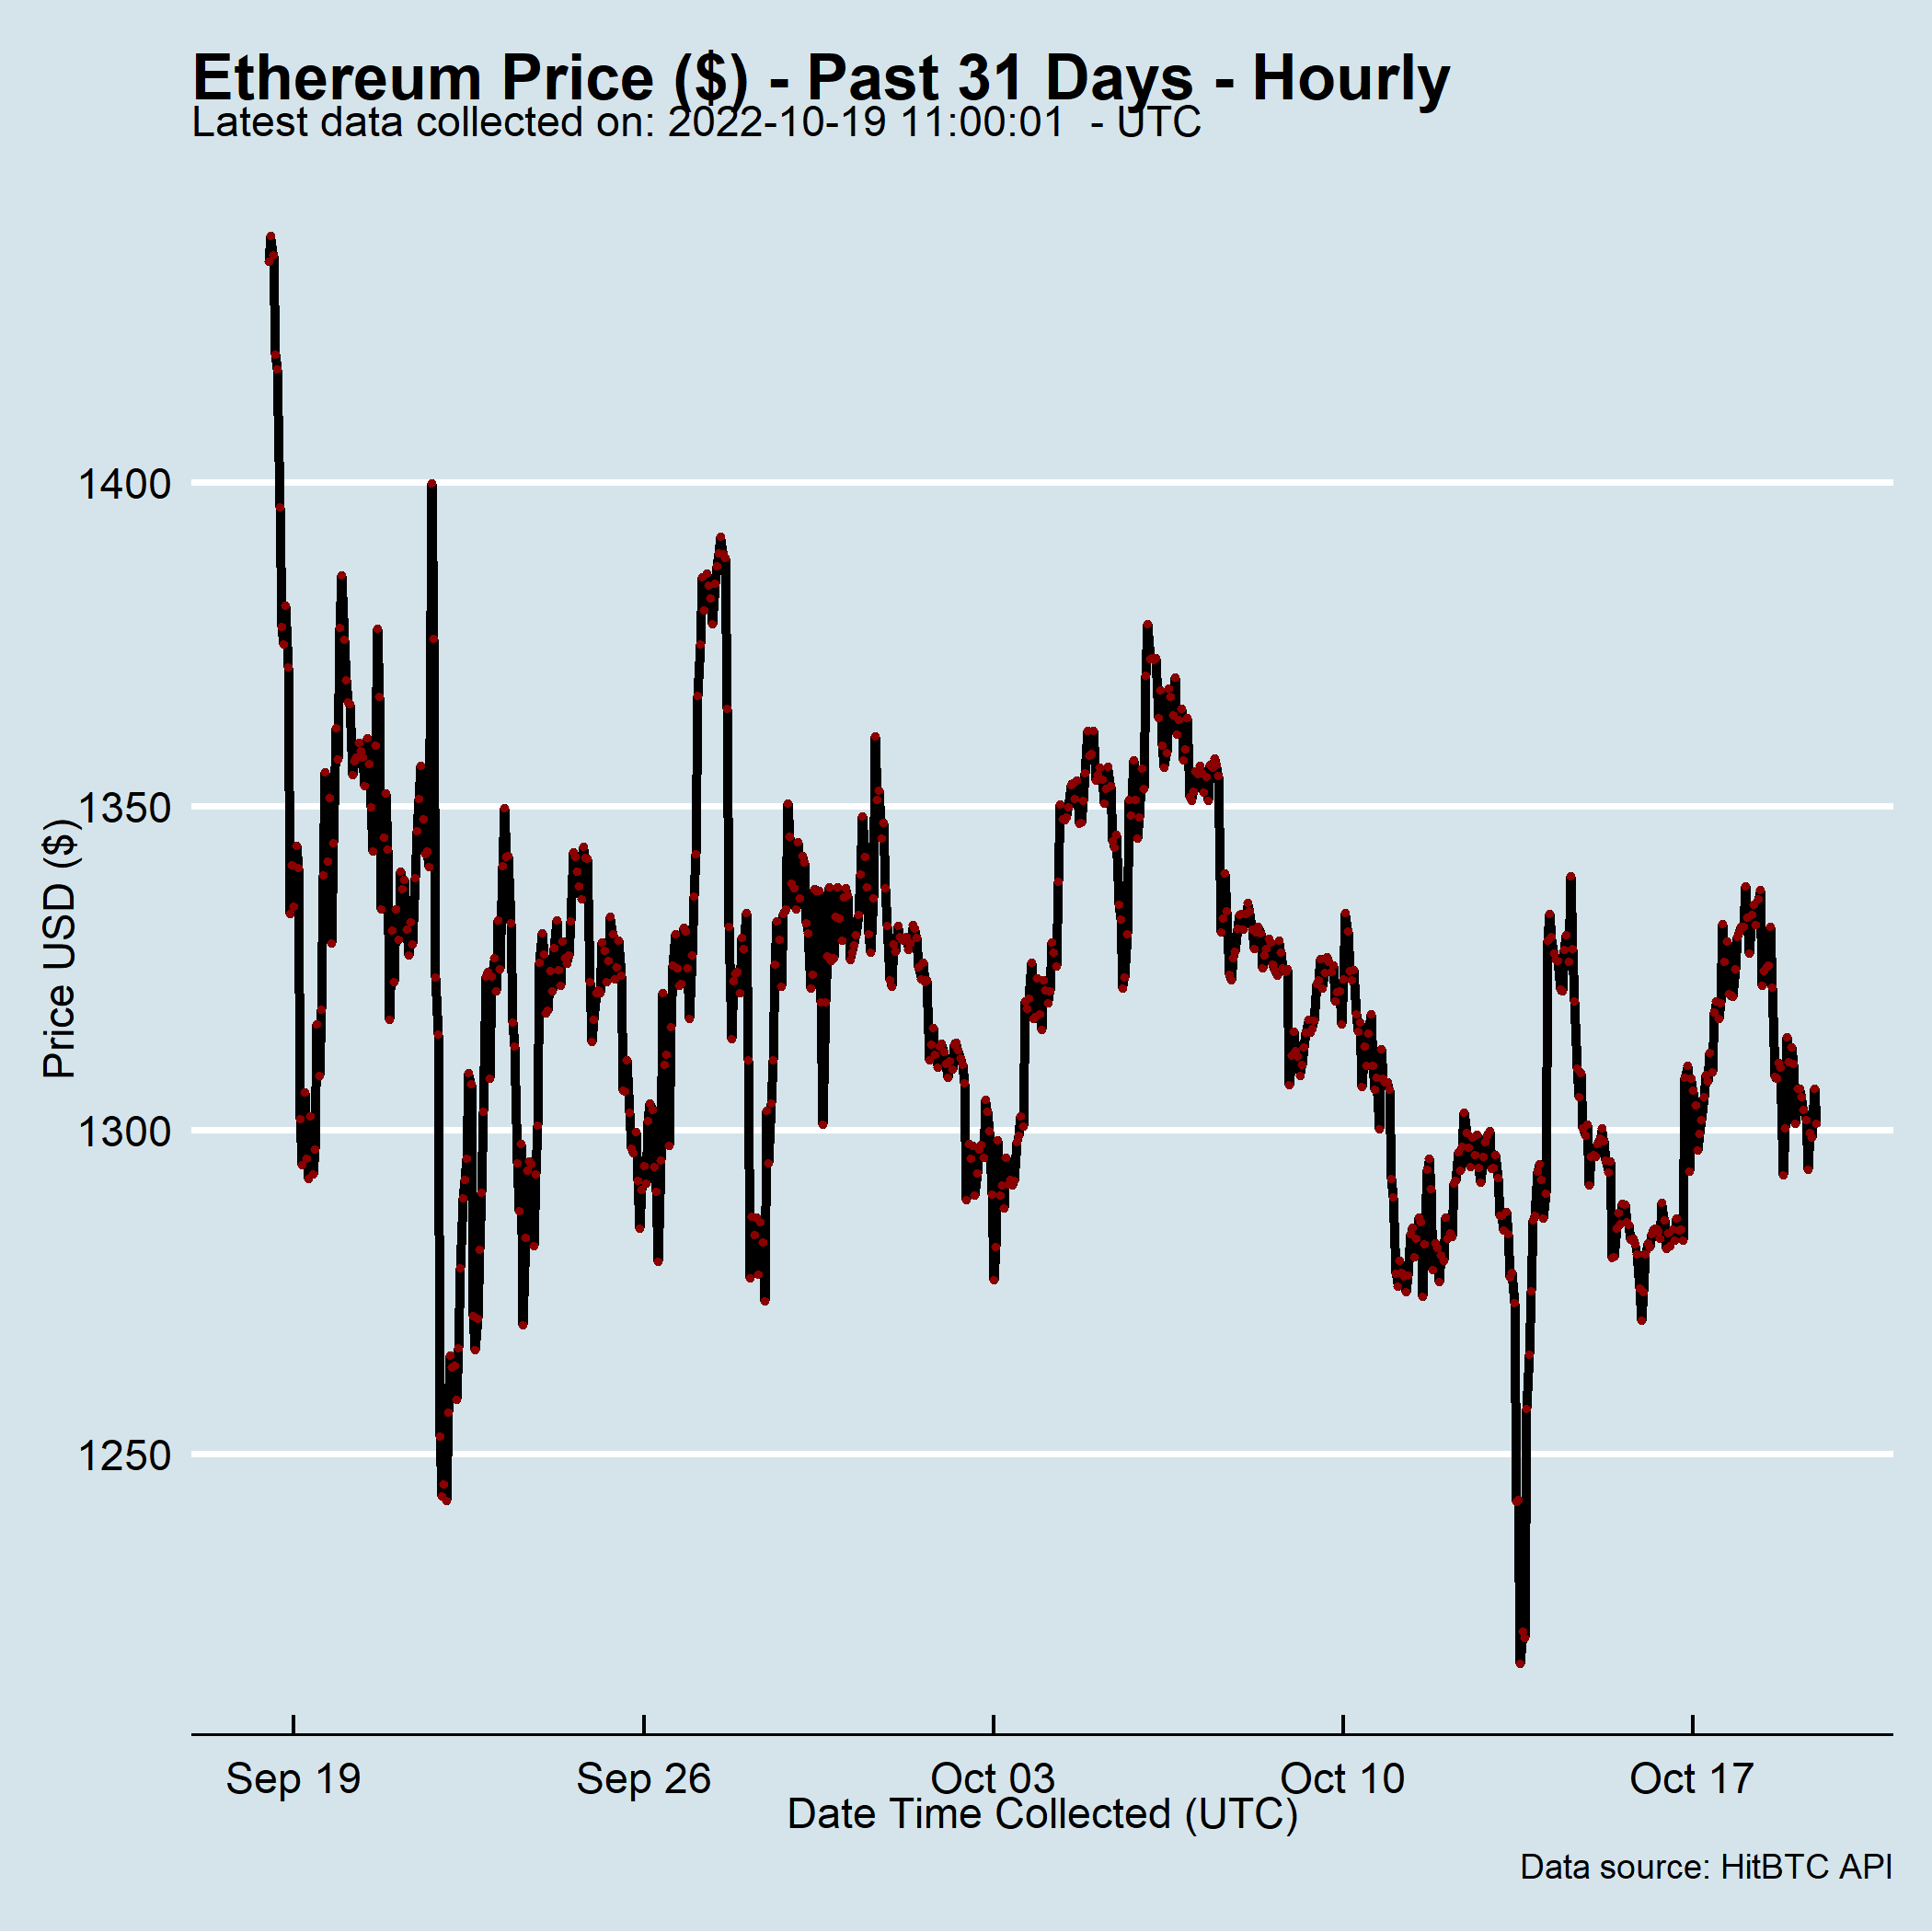 Ethereum Price ($) - Past 31 Days - Hourly
Latest data collected on: 2022-10-19 11:00:01  - UTC
1400
1350
1300
1250
Price USD ($)
Sep 19
Sep 26
Oct 03
Oct 10
Oct 17
Date Time Collected (UTC)
Data source: HitBTC API